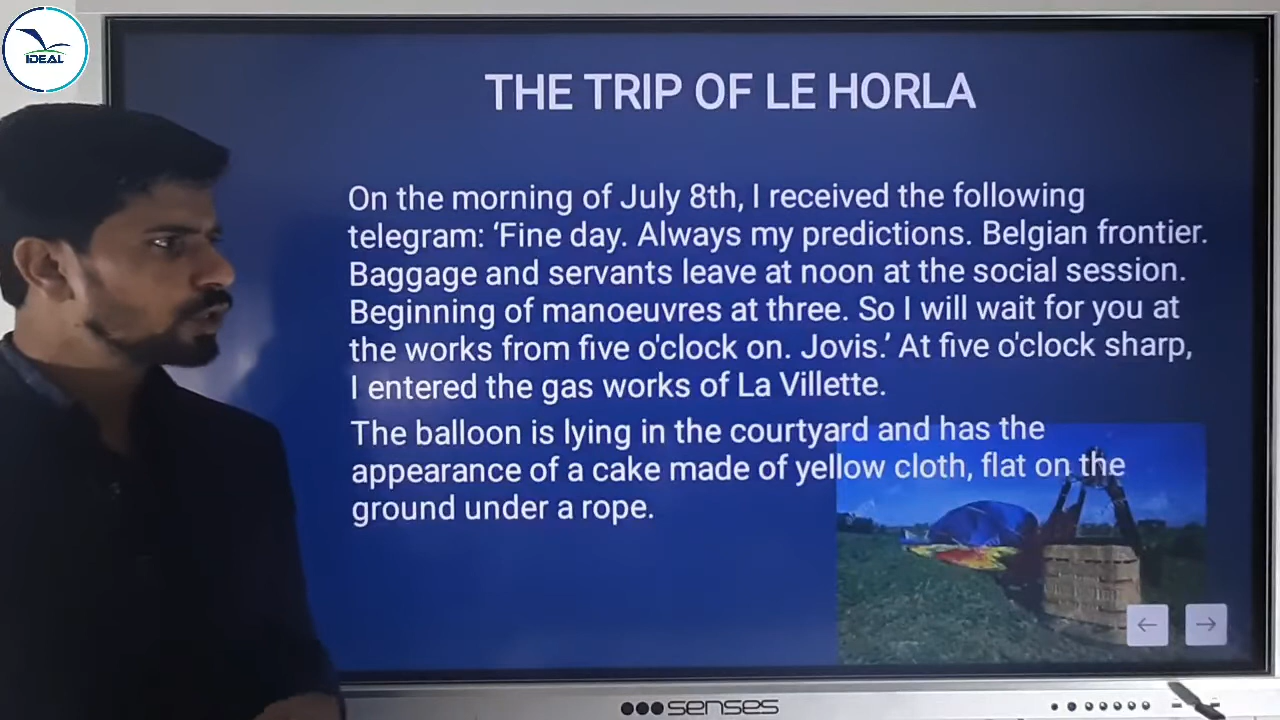 IDEAL
THE TRIP OF LE HORLA
On the morning of July 8th, I received the following
telegram: ‘Fine day. Always my predictions. Belgian frontier.
Baggage and servants leave at noon at the social session.
Beginning of manoeuvres at three. So I will wait for you at
the works from five o'clock on. Jovis.’ At five o'clock sharp,
I entered the gas works of La Villette.
The balloon is lying in the courtyard and has the
appearance of a cake made of yellow cloth, flat on the
ground under a rope.
senses